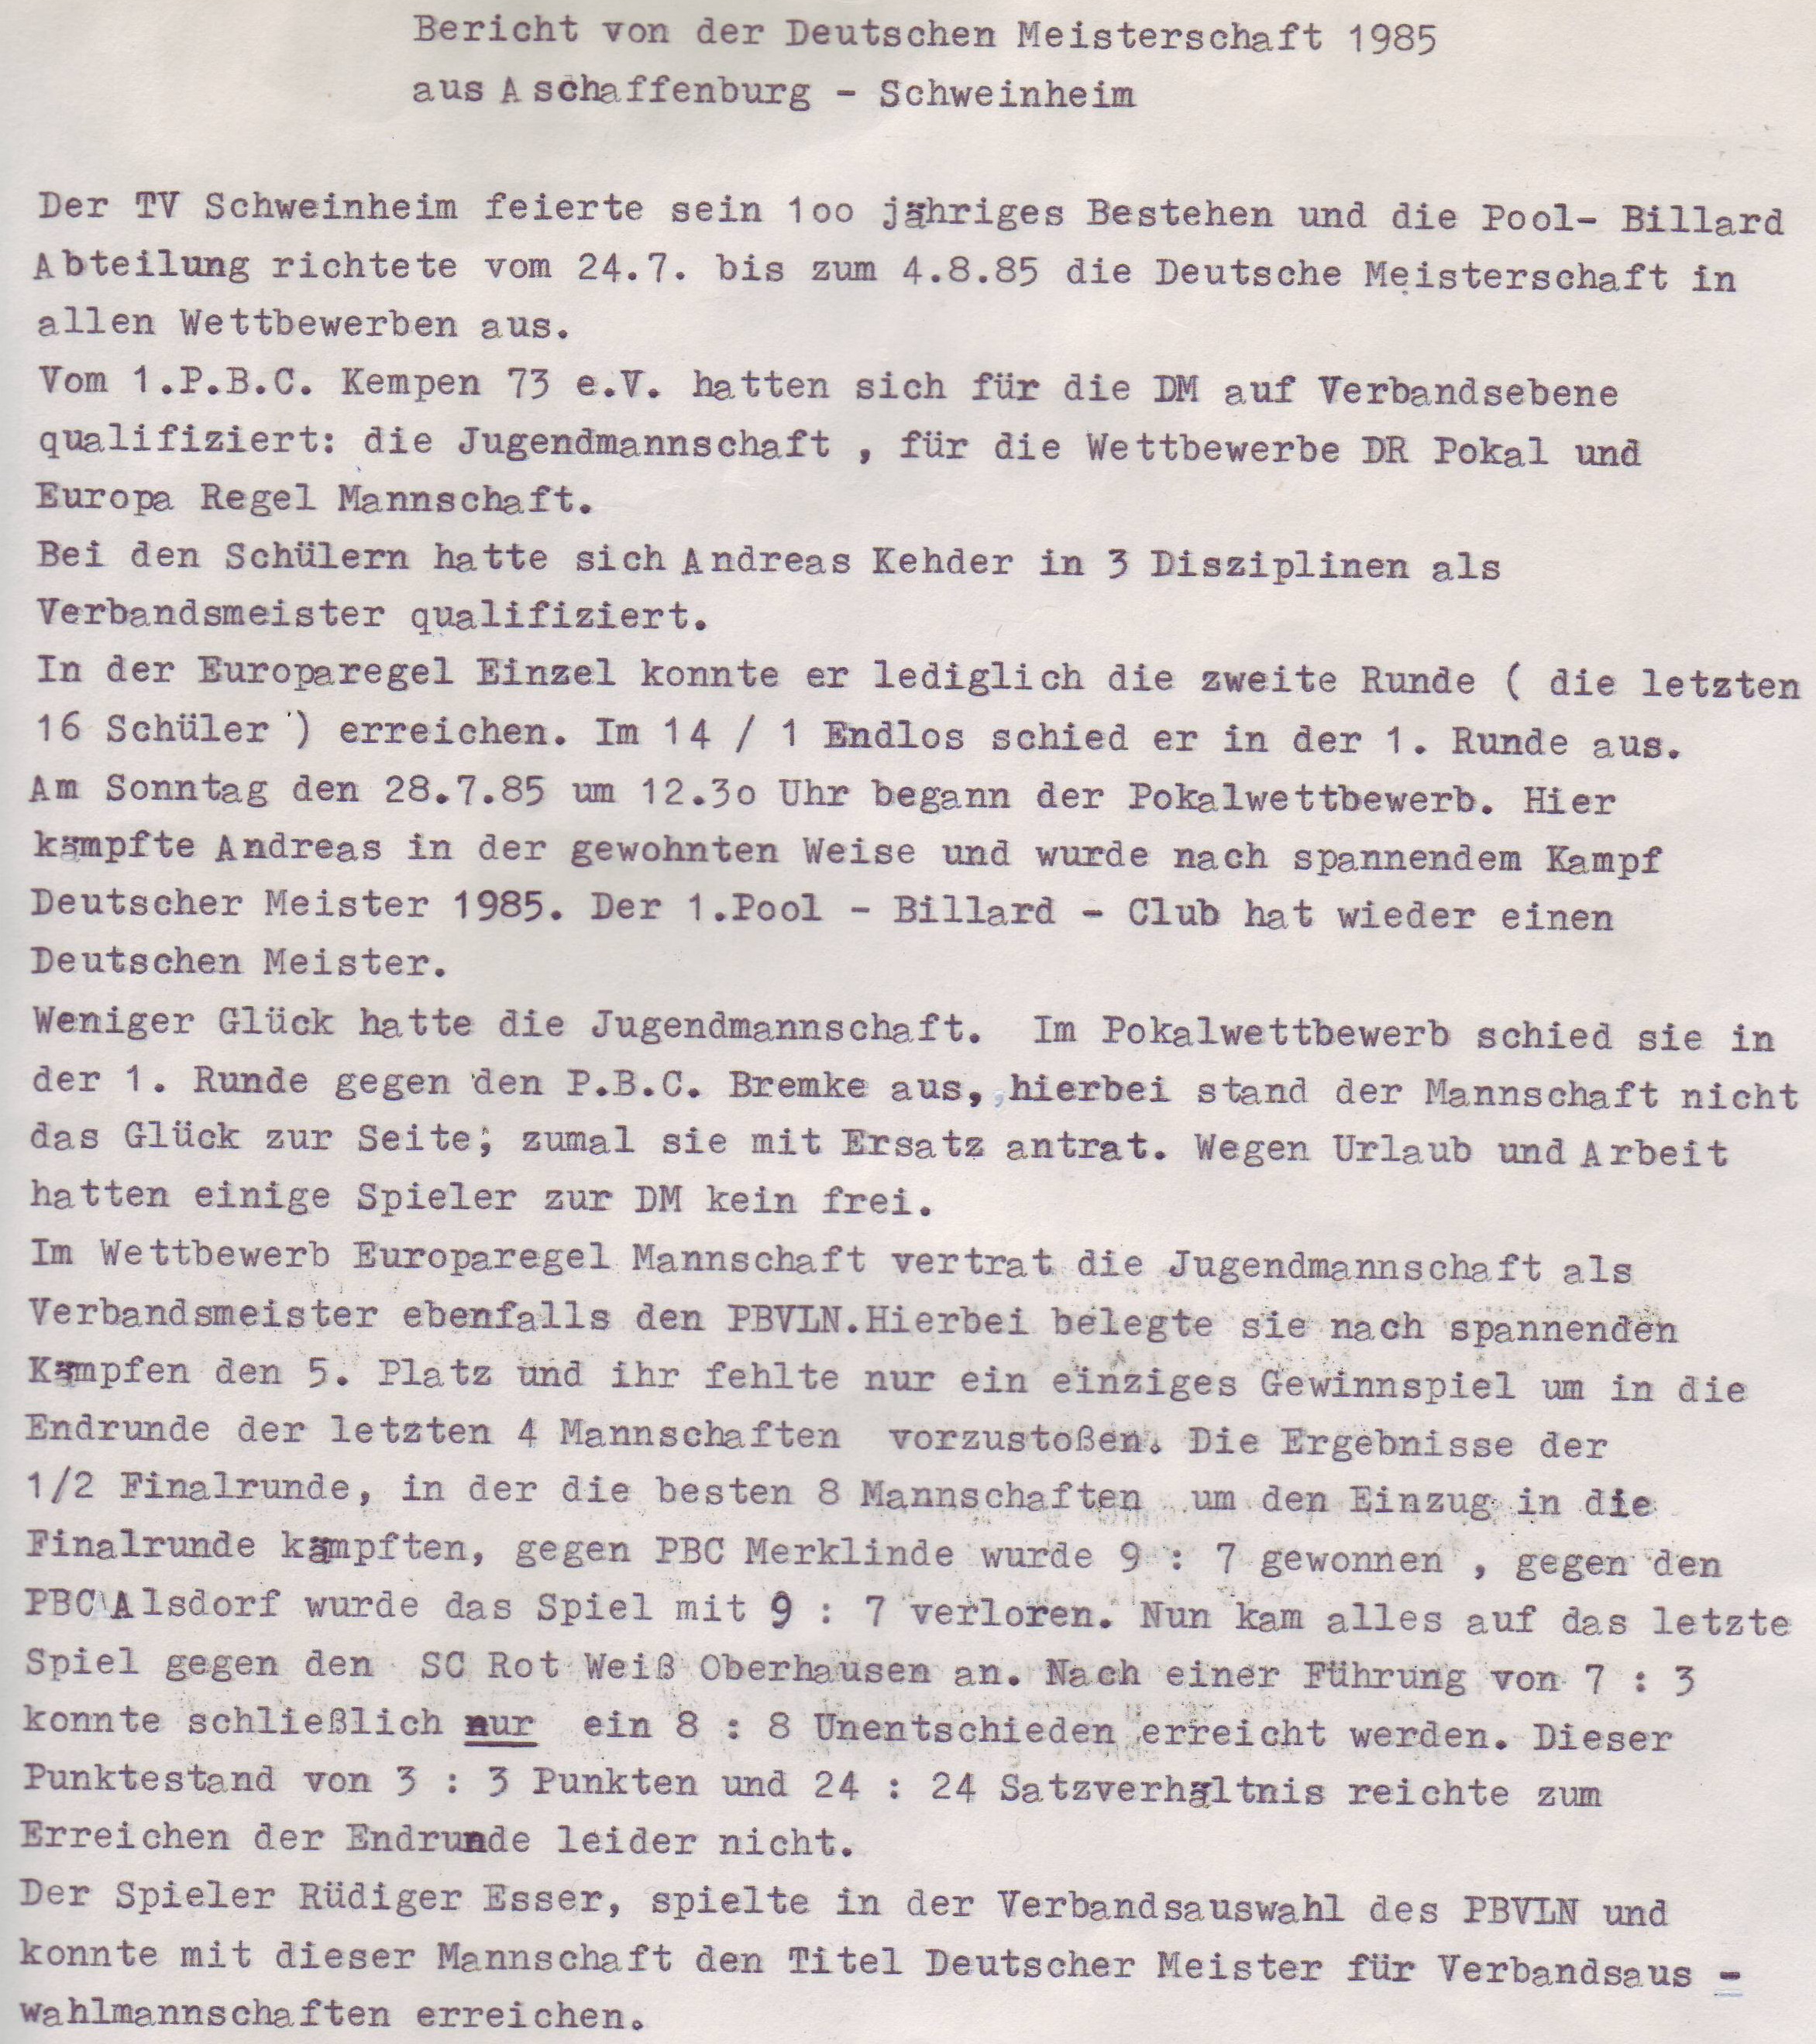 Bericht von der Deutschen Meisterschaft 1985
aus Aschaffenburg - Schweinheim
Der TV Schweinheim feierte sein 1oo jähriges Bestehen und die Pool- Billard
Abteilung richtete vom 24.7. bis zum 4.8.85 die Deutsche Meisterschaft in
allen Wettbewerben aus.
Vom 1.P.B.C. Kempen 73 e.V. hatten sich für die DM auf Verbandsebene
qualifiziert: die Jugendmannschaft , für die Wettbewerbe DR Pokal und
Europa Regel Mannschaft.
Bei den Schülern hatte sich Andreas Kehder in 3 Disziplinen als
Verbandsmeister qualifiziert.
In der Europaregel Einzel konnte er lediglich die zweite Runde ( die letzten
16 Schüler ) erreichen. Im 14 / 1 Endlos schied er in der 1. Runde aus.
Am Sonntag den 28.7.85 um 12.3o Uhr begann der Pokalwettbewerb. Hier
kämpfte Andreas in der gewohnten Weise und wurde nach spannendem Kampf
Deutscher Meister 1985. Der 1.Pool - Billard - Club hat wieder einen
Deutschen Meister.
Weniger Glück hatte die Jugendmannschaft. Im Pokalwettbewerb schied sie in
der 1. Runde gegen den P.B.C. Bremke aus, hierbei stand der Mannschaft nicht
das Glück zur Seite, zumal sie mit Ersatz antrat. Wegen Urlaub und Arbeit
hatten einige Spieler zur DM kein frei.
Im Wettbewerb Europaregel Mannschaft vertrat die Jugendmannschaft als
Verbandsmeister ebenfalls den PBVLN.Hierbei belegte sie nach spannenden
Kämpfen den 5. Platz und ihr fehlte nur ein einziges Gewinnspiel um in die
Endrunde der letzten 4 Mannschaften vorzustoßen. Die Ergebnisse der
1/2 Finalrunde, in der die besten 8 Mannschaften um den Einzug in die
Finalrunde kämpften, gegen PBC Merklinde wurde 9 : 7 gewonnen , gegen den
PBC Alsdorf wurde das Spiel mit 9 : 7 verloren. Nun kam alles auf das letzte
Spiel gegen den SC Rot Weiß Oberhausen an. Nach einer Führung von 7 : 3
konnte schließlich nur ein 8 : 8 Unentschieden erreicht werden. Dieser
Punktestand von 3 : 3 Punkten und 24 : 24 Satzverhältnis reichte zum
Erreichen der Endrunde leider nicht.
Der Spieler Rüdiger Esser, spielte in der Verbandsauswahl des PBVLN und
konnte mit dieser Mannschaft den Titel Deutscher Meister für Verbandsaus -
wahlmannschaften erreichen.